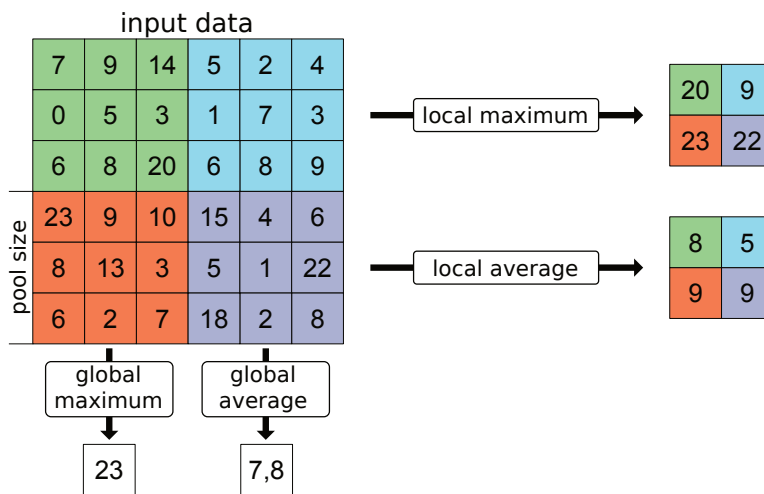 input data
7 9 14 5 2 4
0 5 3 1 7 3
6 8 20 6 8 9
23 9 10 15 4 6
8 13 3 5 1 22
6 2 7 18 2 8
pool size
local maximum
20 9
23 22
local average
8 5
9 9
global
maximum
23
global
average
7,8